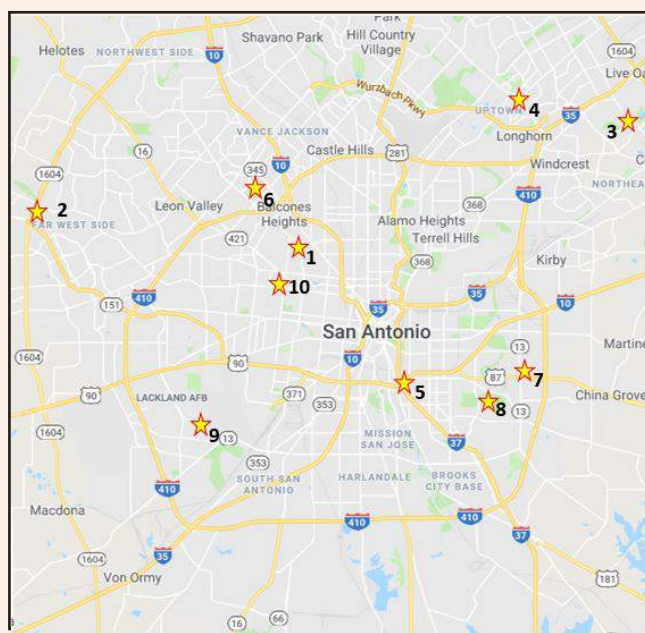 Park
Shavano Park
Hill Country
Village
Helotes
NORTHWEST SIDE
10
1604
Live Oa
Wurzbach Pkwy
4
UPTOWN
35
3
VANCE JACKSON
Longhorn
16
10
Castle Hills
281
Windcrest
345
NORTHEA
1604
6
410
2
Leon Valley
Balcones
Heights
368
FAR WEST SIDE
Alamo Heights
421
Terrell Hills
1
368
Kirby
10
410
151
35
35
10
San Antonio
Martine
1604
90
10
13
7
87
90
5
China Grove
LACKLAND AFB
371
353
8
13
9
13
MISSION
SAN JOSE
37
353
SOUTH SAN
ANTONIO
HARLANDALE
BROOKS
CITY BASE
410
Macdona
410
410
37
35
1604
Von Ormy
181
16
66